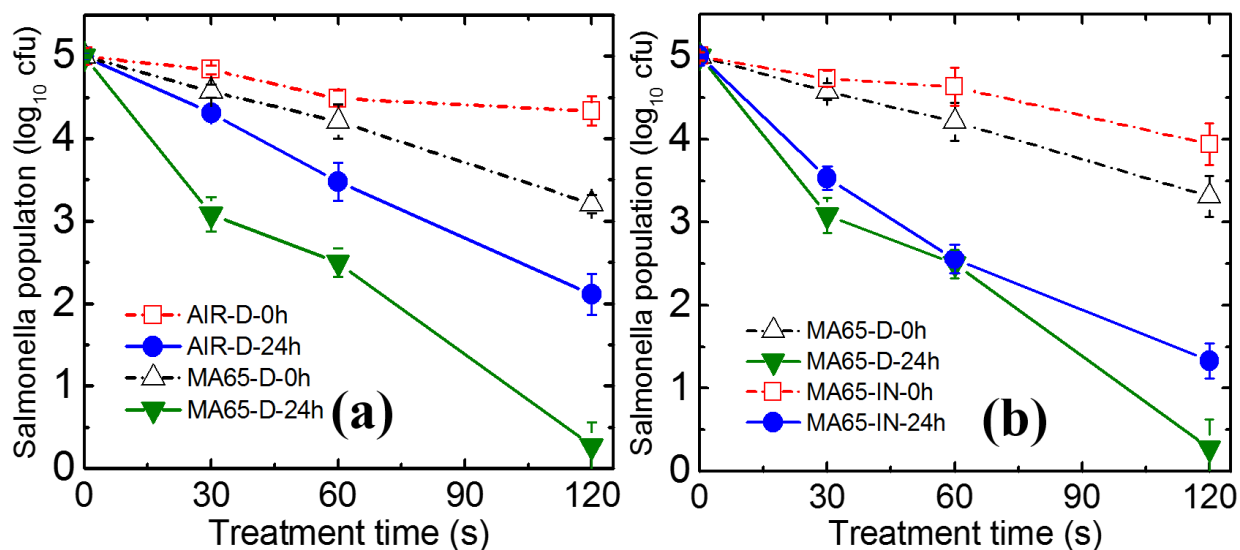 Salmonella populaton (log10 cfu)
5
4
3
2
1
0
AIR-D-0h
AIR-D-24h
MA65-D-0h
MA65-D-24h
(a)
0 30 60 90 120
Treatment time (s)
Salmonella population (log10 cfu)
5
4
3
2
1
0
MA65-D-0h
MA65-D-24h
MA65-IN-0h
MA65-IN-24h
(b)
0 30 60 90 120
Treatment time (s)